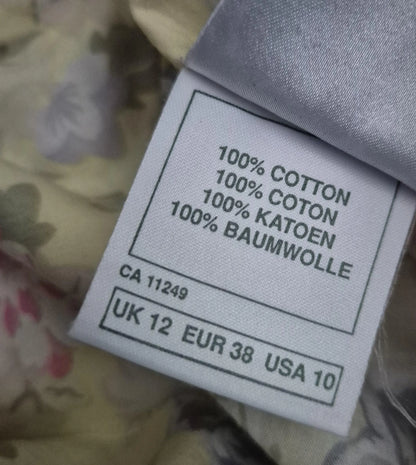 100% COTTON
100% COTON
100% KATOEN
100% BAUMWOLLE
CA 11249
UK 12 EUR 38 USA 10